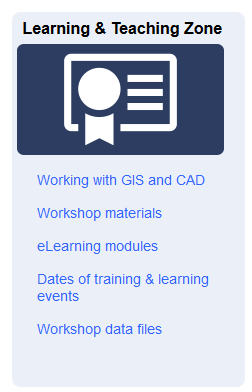 Learning & Teaching Zone
Working with GIS and CAD
Workshop materials
eLearning modules
Dates of training & learning
events
Workshop data files